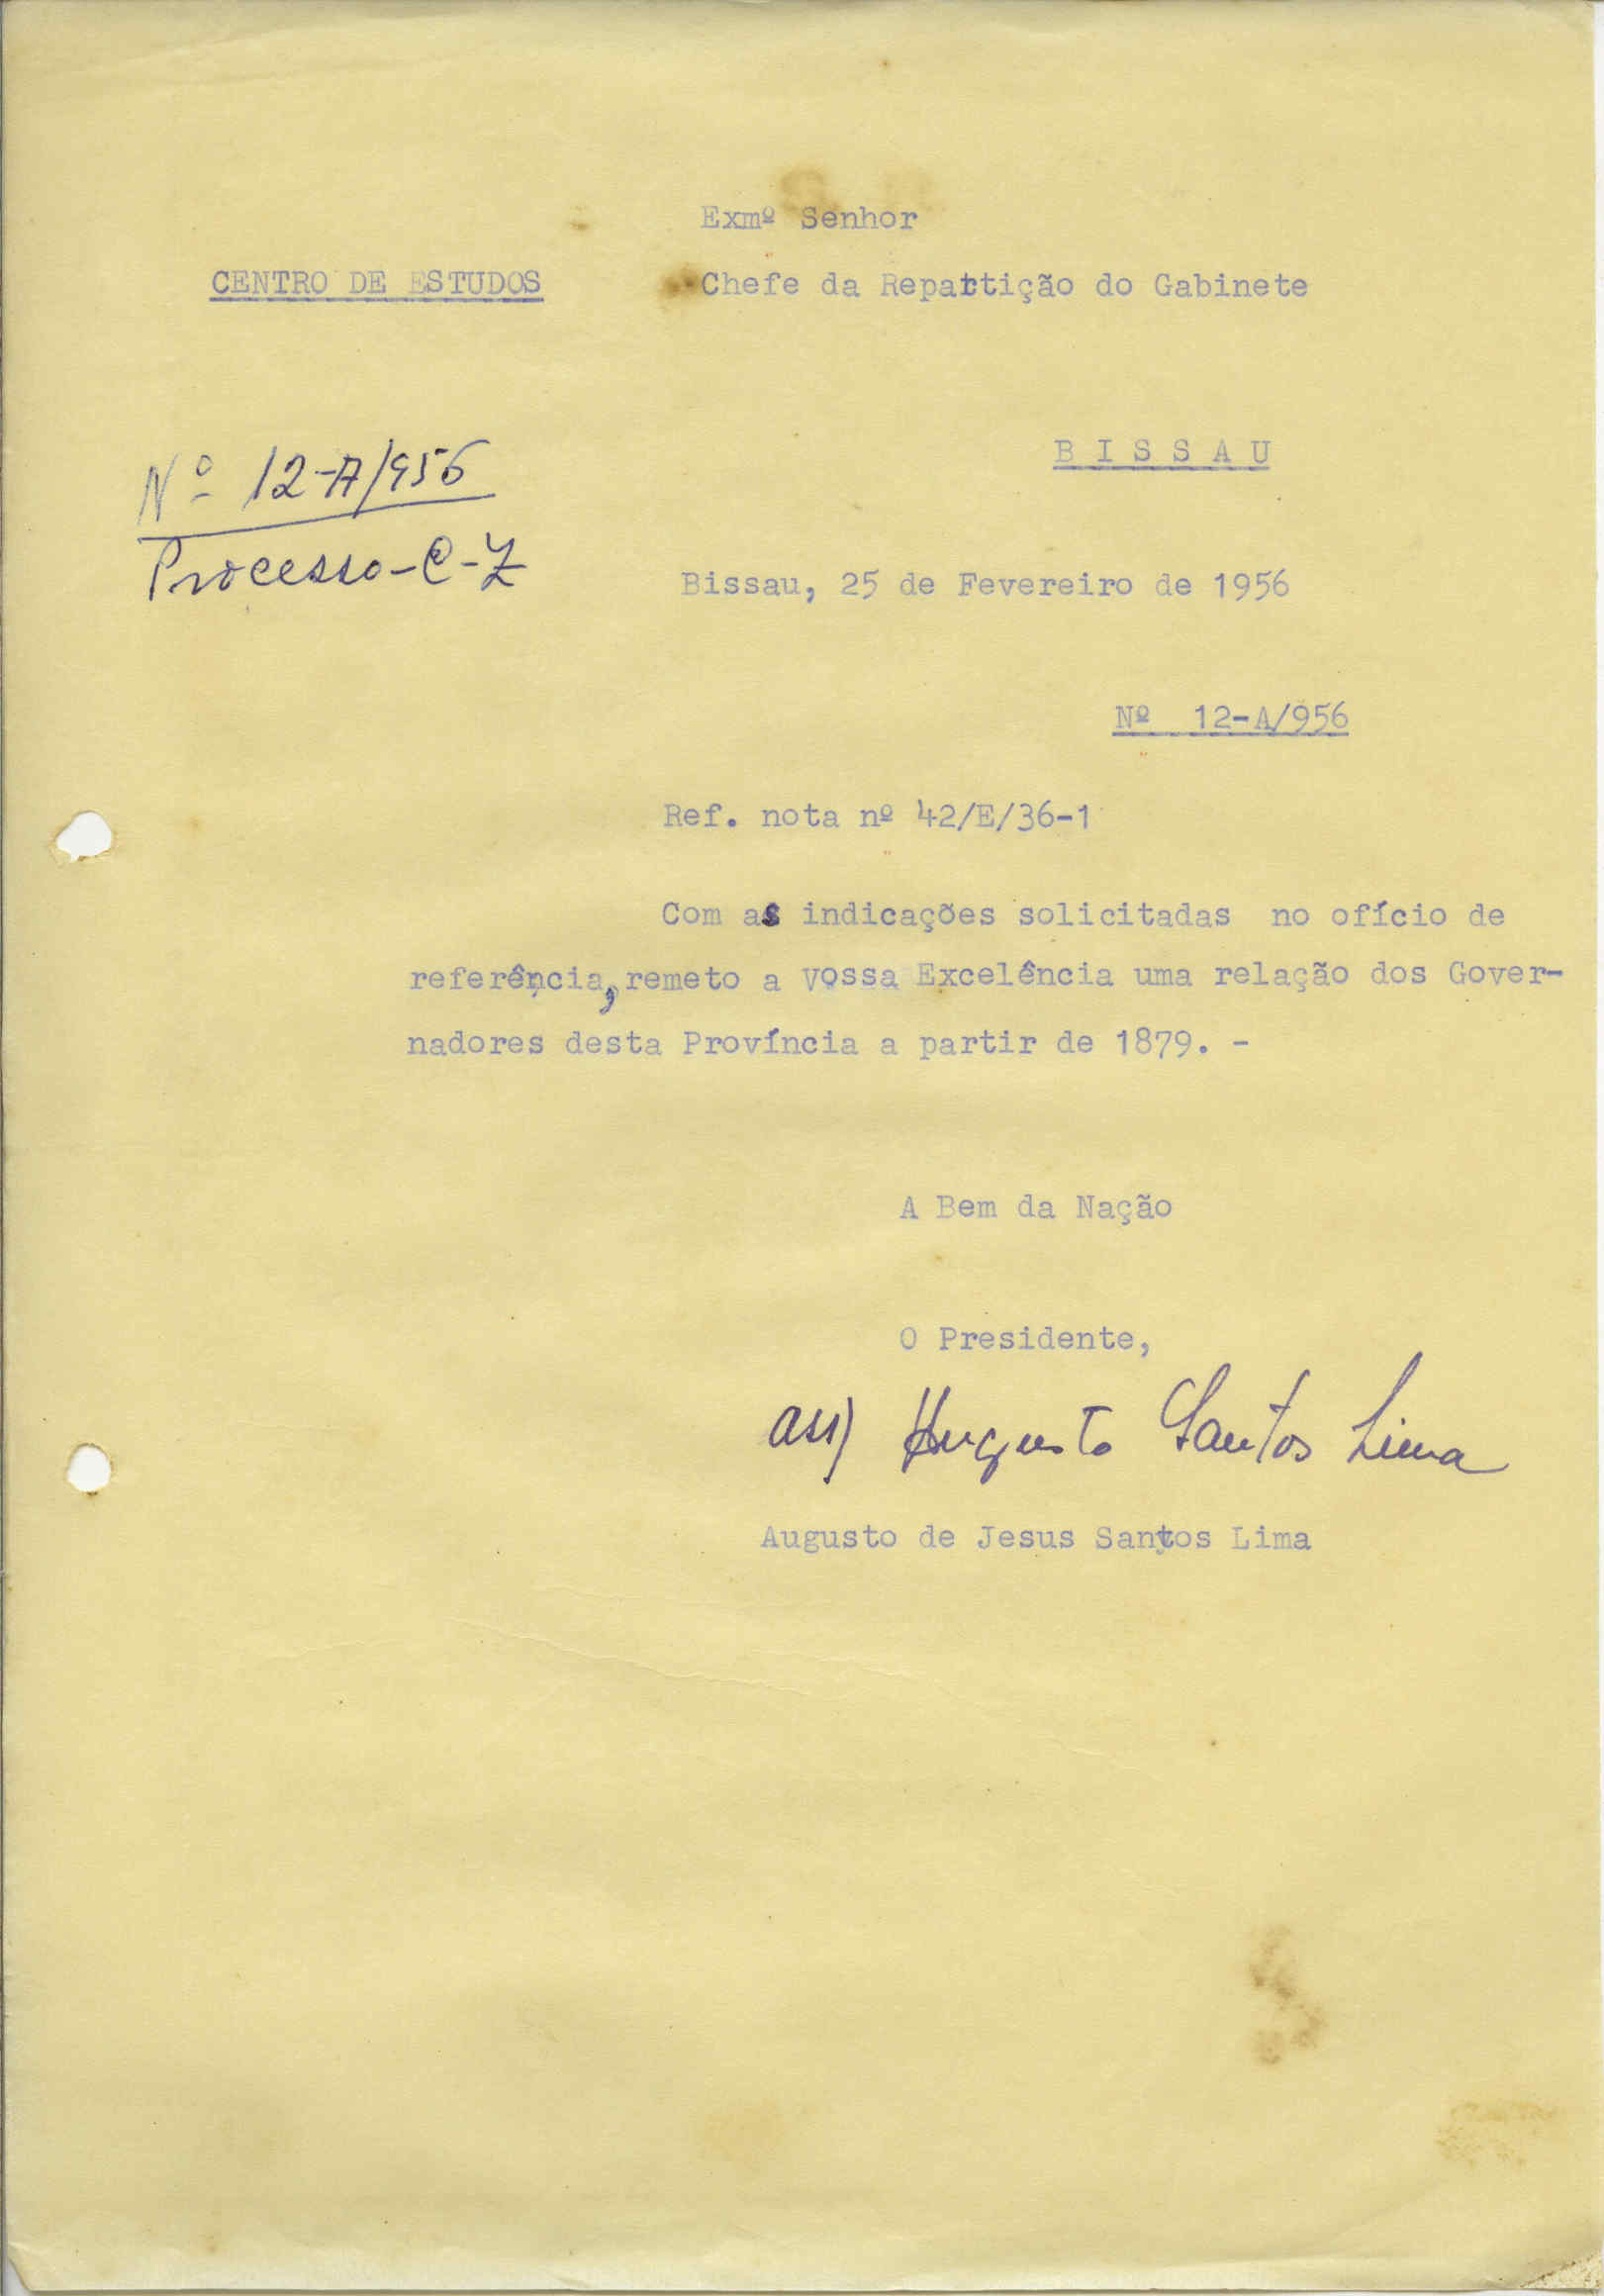 Exmº Senhor
CENTRO DE ESTUDOS
Chefe da Repartição do Gabinete
BISSAU
Nº 12-A/956
Processo-C-Z
Bissau, 25 de Fevereiro de 1956
Nº 12-A/956
Ref. nota nº 42/E/36-1
Com as indicações solicitadas no ofício de
referência, remeto a Vossa Excelência uma relação dos Gover-
nadores desta Província a partir de 1879. -
A Bem da Nação
O Presidente,
ass) Augusto Santos Lima
Augusto de Jesus Santos Lima